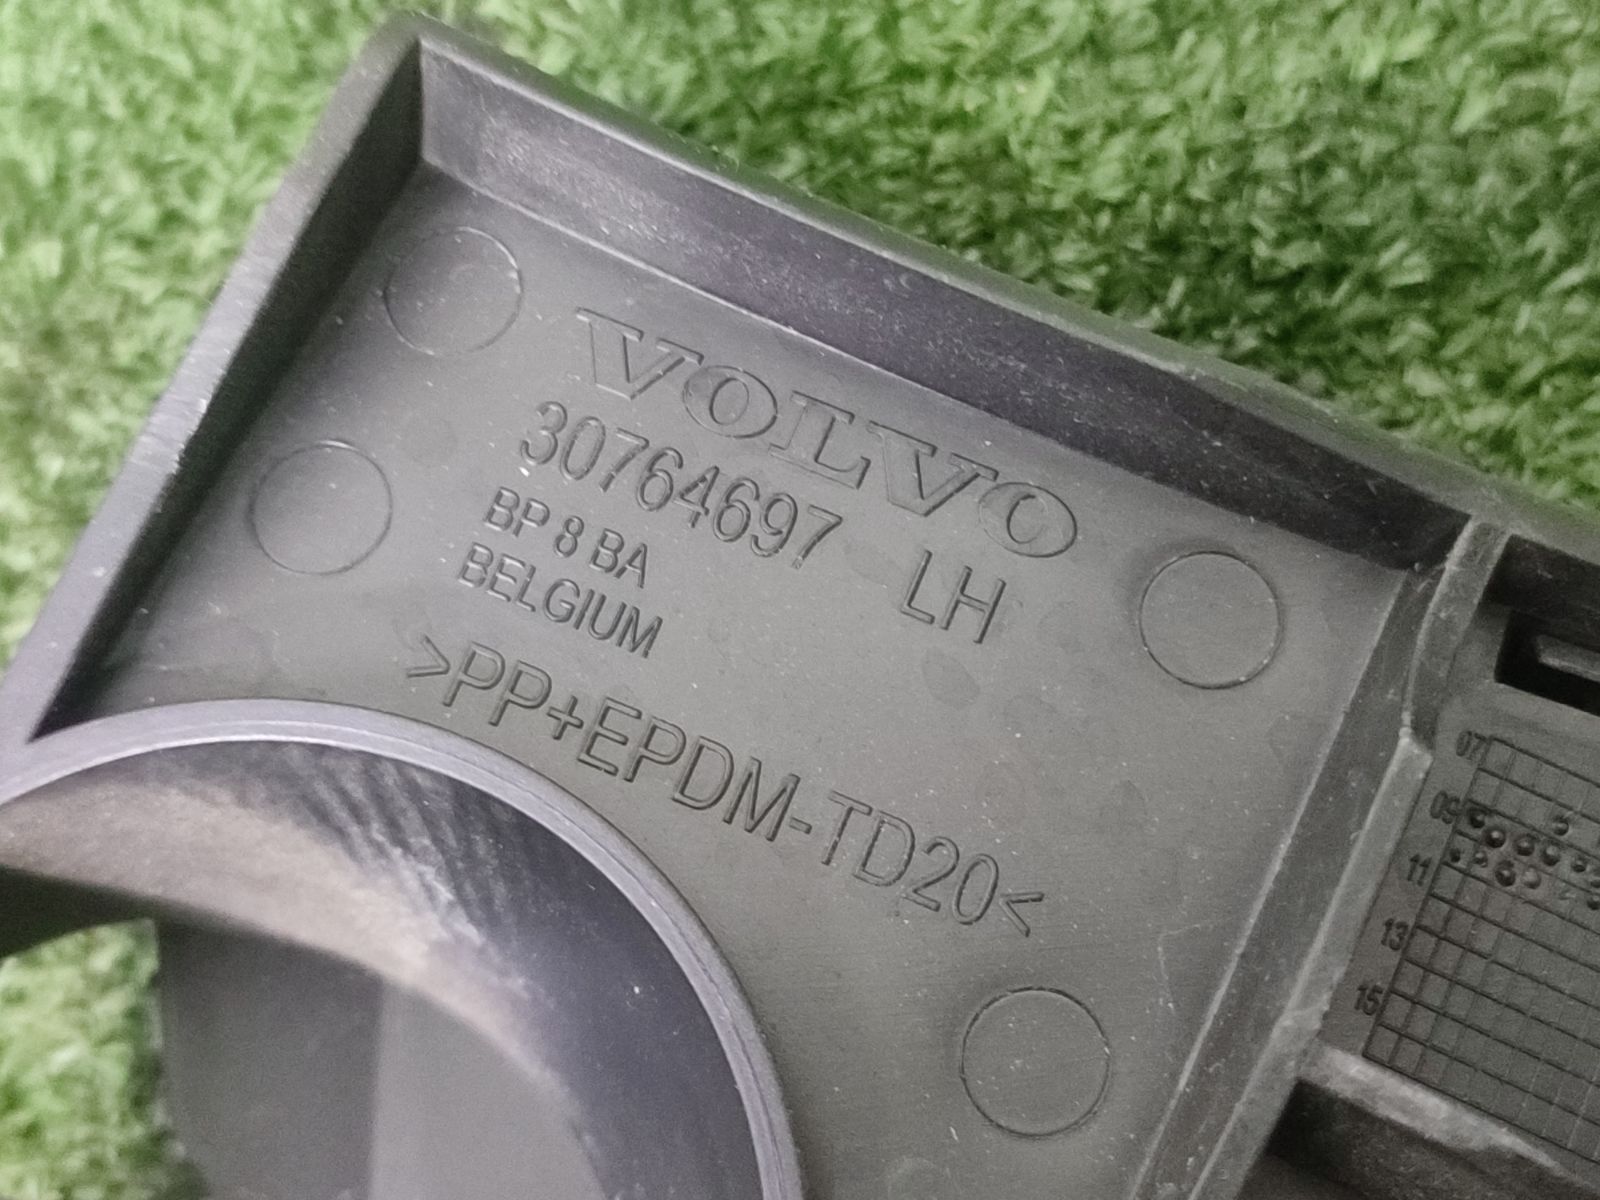 VOLVO
30764697 LH
BP 8 BA
BELGIUM
>PP+EPDM-TD20<
07
09
11
13
15